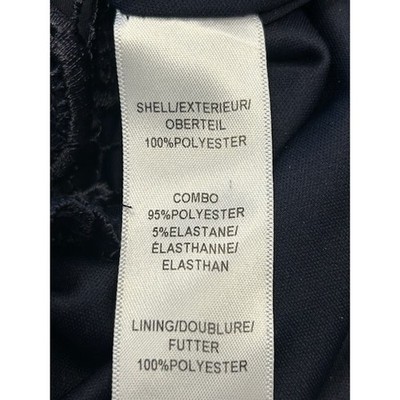 SHELL/EXTERIEUR/
OBERTEIL
100%POLYESTER
COMBO
95%POLYESTER
5%ELASTANE/
ÉLASTHANNE/
ELASTHAN
LINING/DOUBLURE/
FUTTER
100%POLYESTER